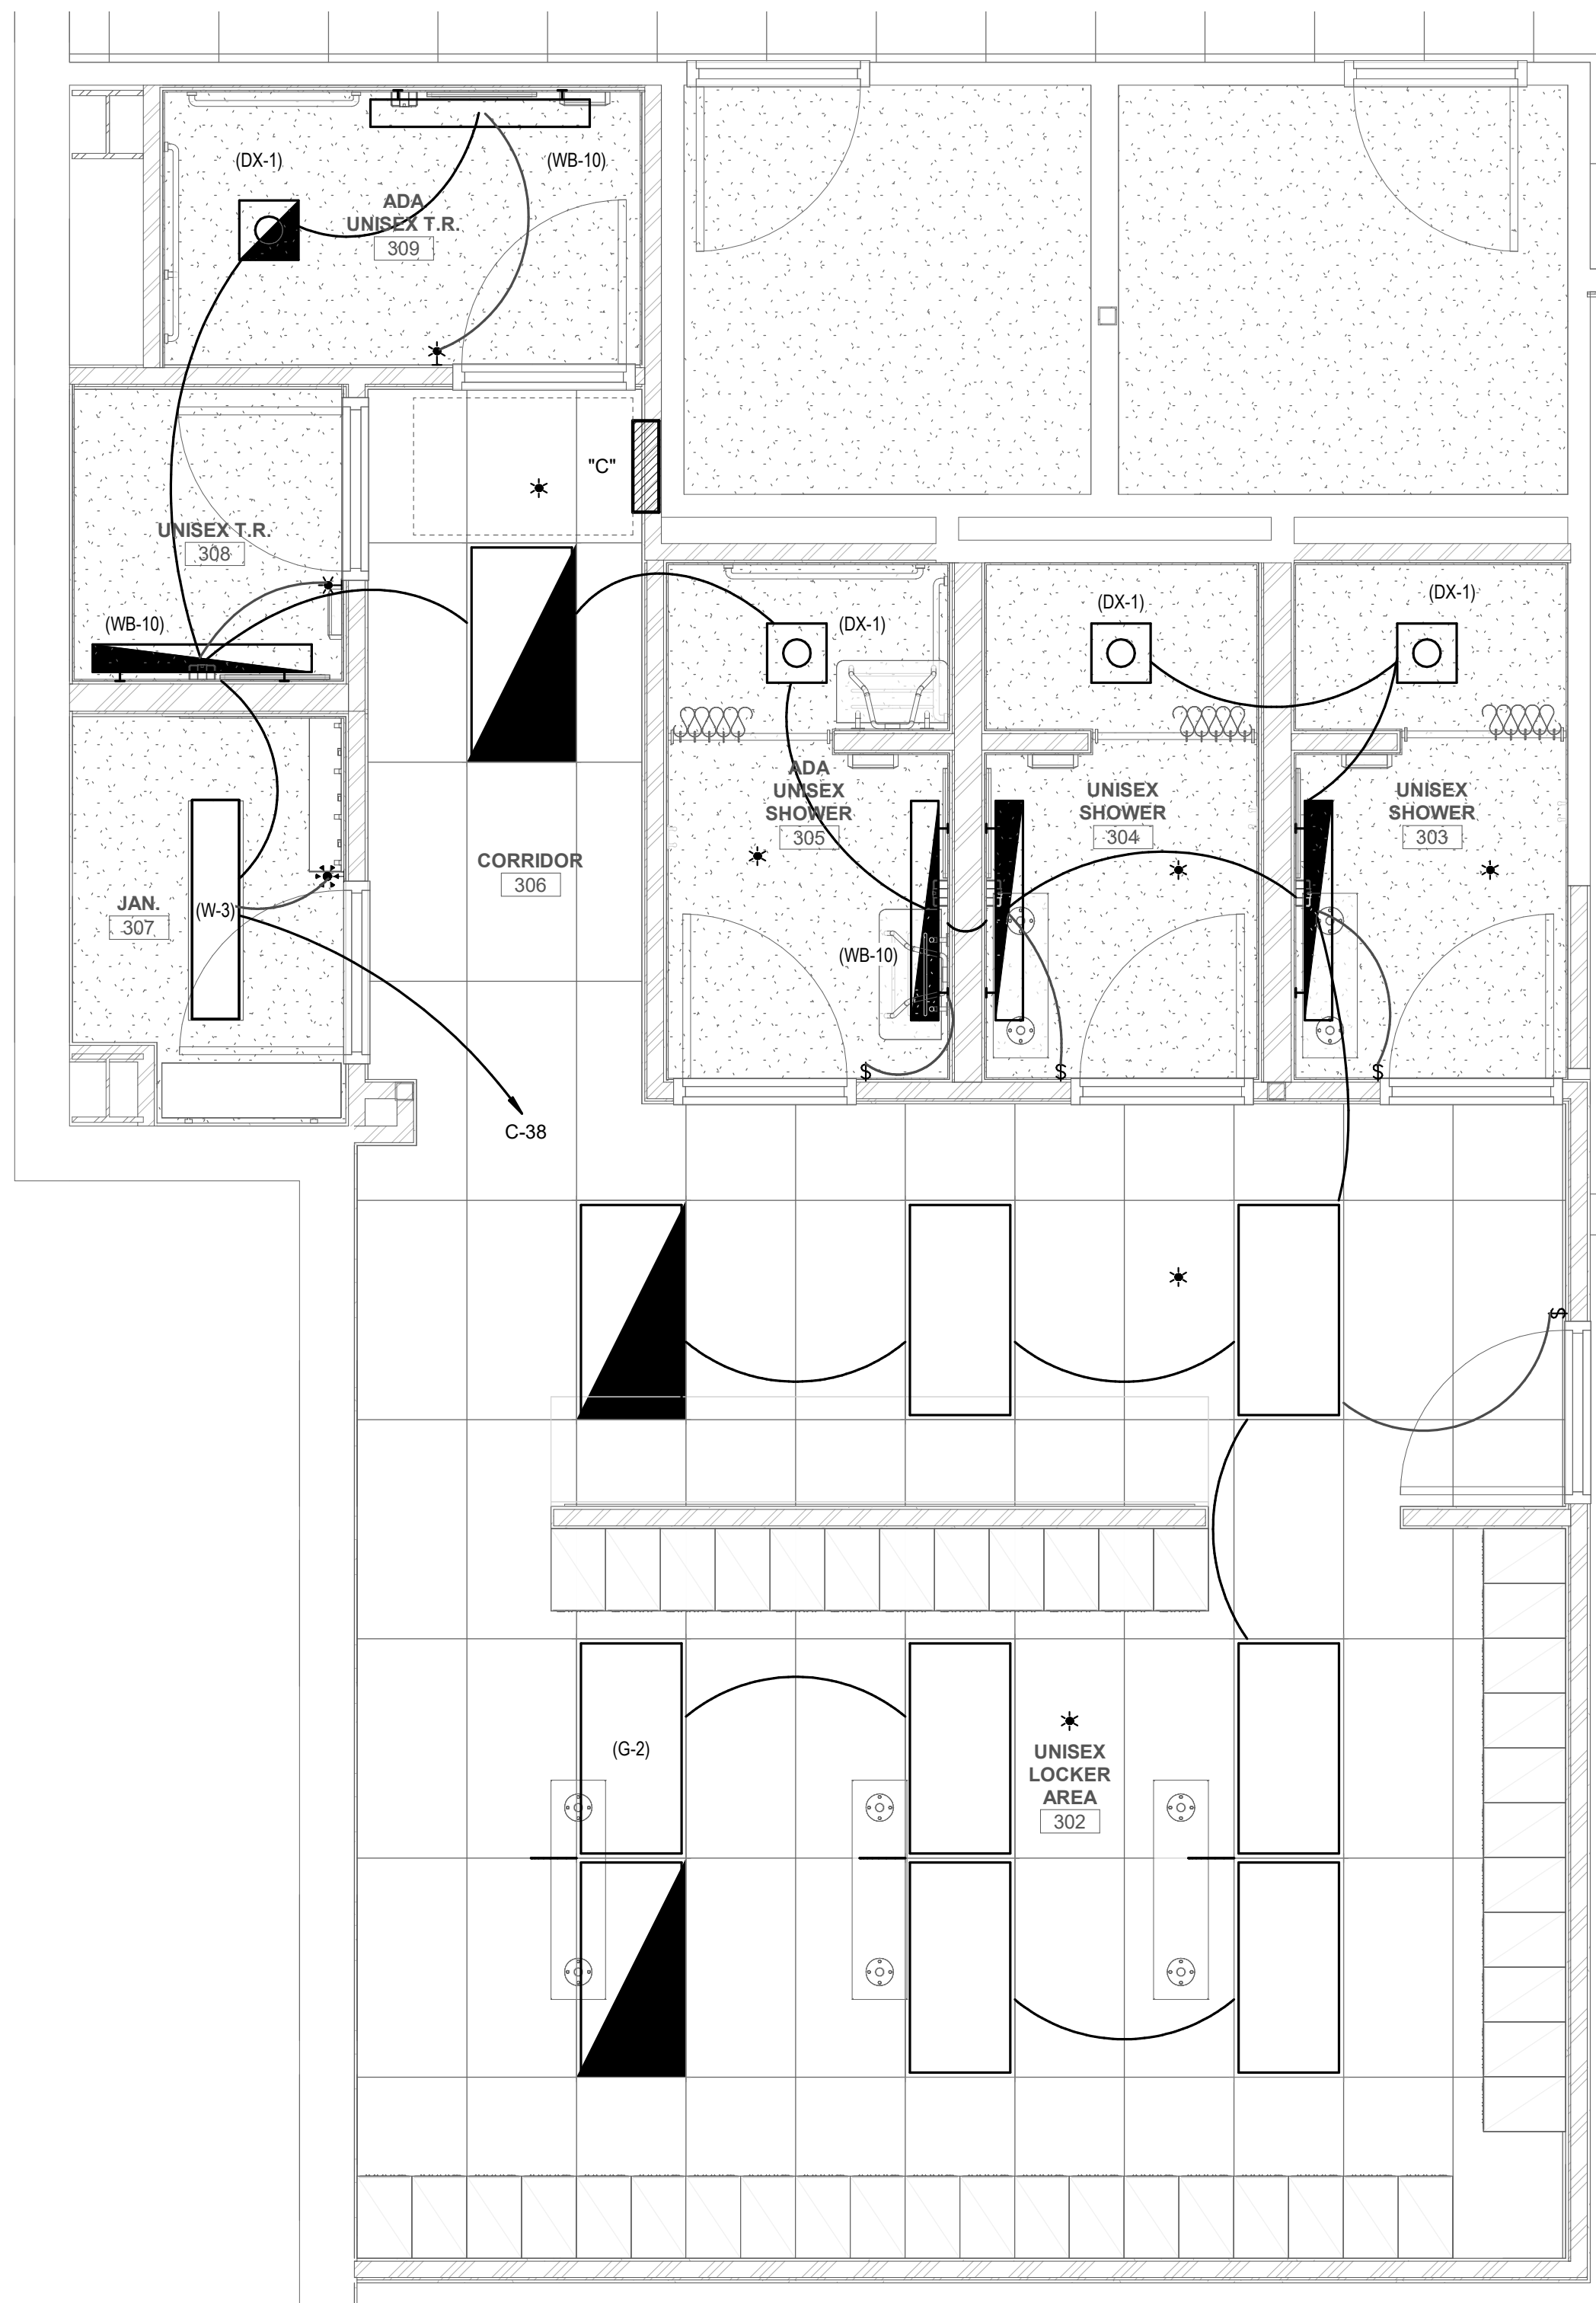 (DX-1)
(WB-10)
ADA
UNISEX T.R.
309
"C"
UNISEX T.R.
308
(WB-10)
(DX-1)
(DX-1)
(DX-1)
ADA
UNISEX
SHOWER
305
UNISEX
SHOWER
304
UNISEX
SHOWER
303
CORRIDOR
306
JAN.
307
(W-3)
(WB-10)
$
$
$
C-38
$
(G-2)
UNISEX
LOCKER
AREA
302